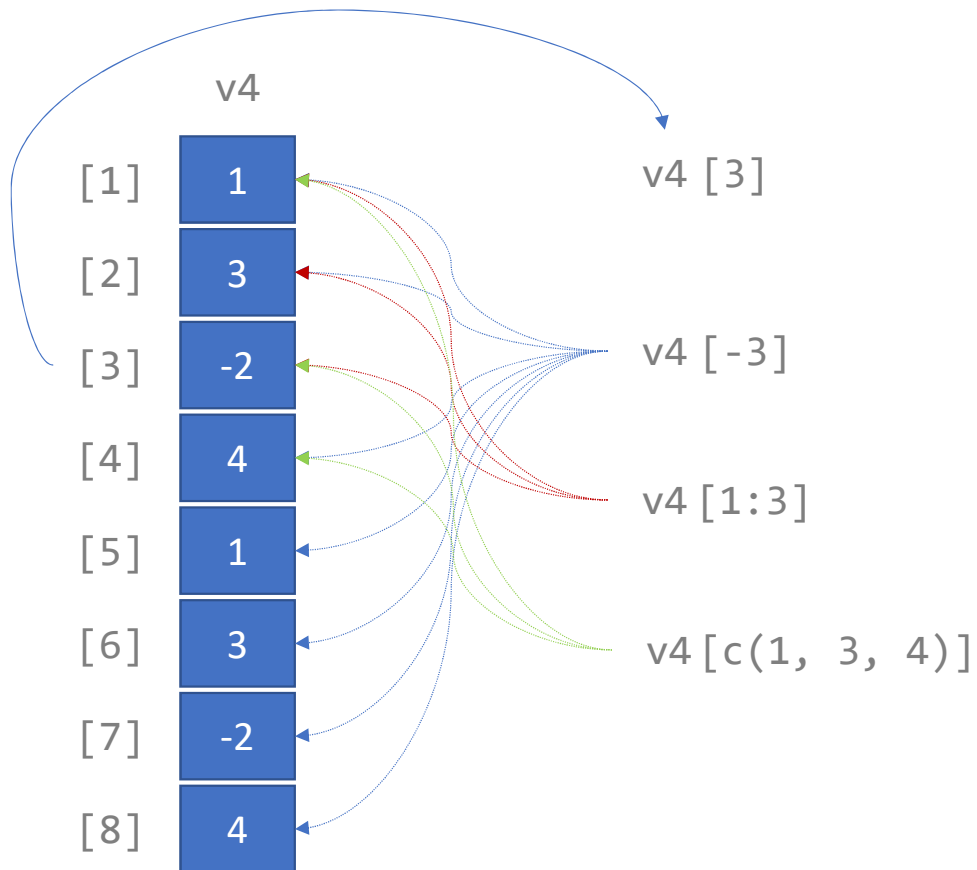 v4
[1] 1 v4 [3]
[2] 3
v4 [-3]
[3] -2
[4] 4
v4 [1:3]
[5] 1
[6] 3 v4 [c(1, 3, 4)]
[7] -2
[8] 4